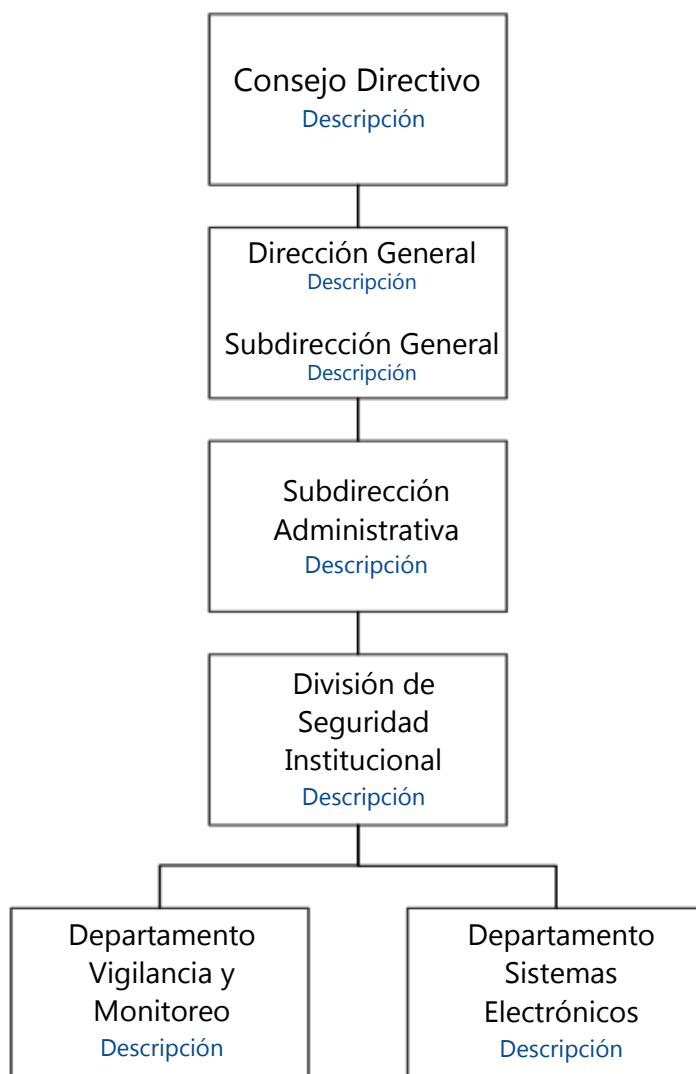 Consejo Directivo
Descripción
Dirección General
Descripción
Subdirección General
Descripción
Subdirección
Administrativa
Descripción
División de
Seguridad
Institucional
Descripción
Departamento
Vigilancia y
Monitoreo
Descripción
Departamento
Sistemas
Electrónicos
Descripción